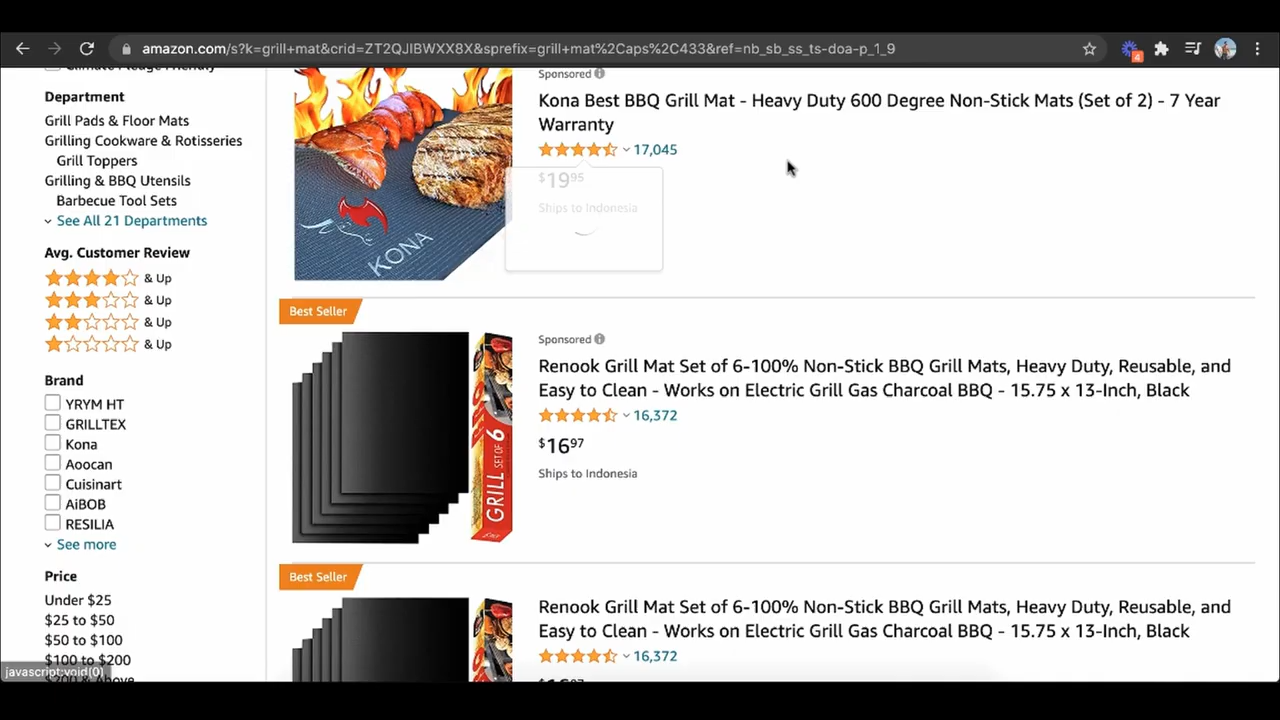 amazon.com/s?k=grill+mat&crid=ZT2QJIBWXX8X&sprefix=grill+mat%2Caps%2C433&ref=nb_sb_ss_ts-doa-p_1_9
4
Climate Pledge Friendly
Department
Grill Pads & Floor Mats
Grilling Cookware & Rotisseries
Grill Toppers
Grilling & BBQ Utensils
Barbecue Tool Sets
See All 21 Departments
Avg. Customer Review
& Up
& Up
& Up
& Up
Brand
YRYM HT
GRILLTEX
Kona
Aoocan
Cuisinart
AiBOB
RESILIA
See more
Price
Under $25
$25 to $50
$50 to $100
$100 to $200
$200 & Above
javascript:void(0)
KONA
Sponsored
Kona Best BBQ Grill Mat - Heavy Duty 600 Degree Non-Stick Mats (Set of 2) - 7 Year
Warranty
17,045
$1995
Ships to Indonesia
Best Seller
GRILL SET OF 6
Sponsored
Renook Grill Mat Set of 6-100% Non-Stick BBQ Grill Mats, Heavy Duty, Reusable, and
Easy to Clean - Works on Electric Grill Gas Charcoal BBQ - 15.75 x 13-Inch, Black
16,372
$1697
Ships to Indonesia
Best Seller
Renook Grill Mat Set of 6-100% Non-Stick BBQ Grill Mats, Heavy Duty, Reusable, and
Easy to Clean - Works on Electric Grill Gas Charcoal BBQ - 15.75 x 13-Inch, Black
16,372